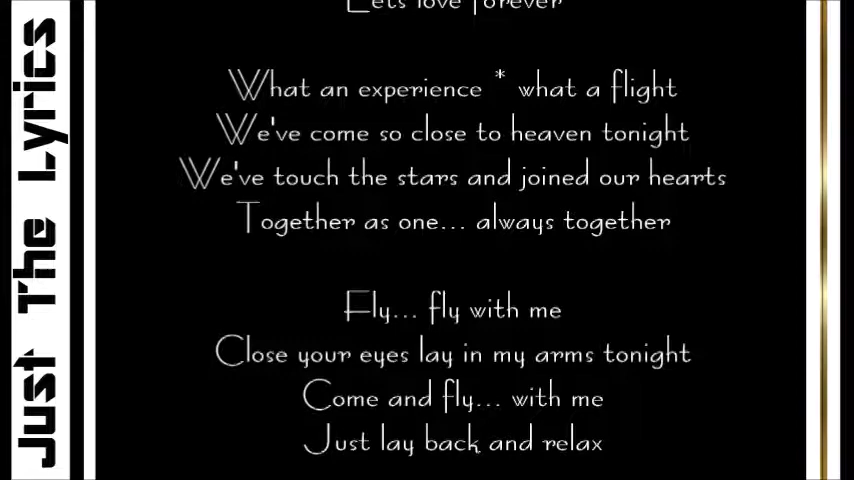 Just The Lyrics
Lets love forever
What an experience * what a flight
We've come so close to heaven tonight
We've touch the stars and joined our hearts
Together as one... always together
Fly... fly with me
Close your eyes lay in my arms tonight
Come and fly... with me
Just lay back and relax